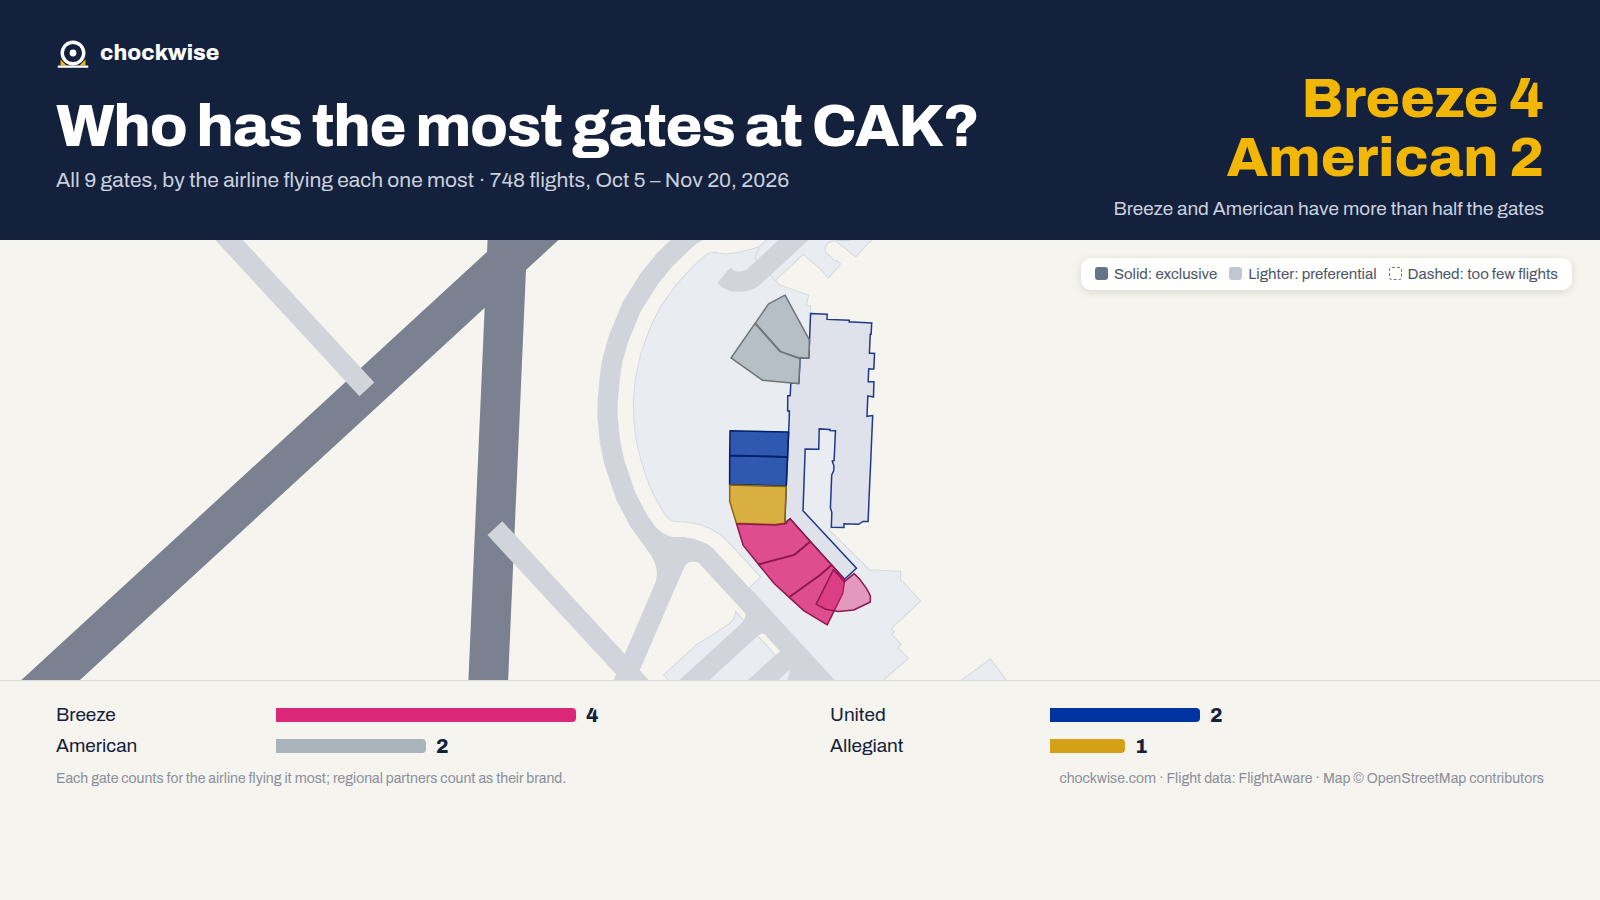 chockwise
Who has the most gates at CAK?
All 9 gates, by the airline flying each one most · 748 flights, Oct 5 – Nov 20, 2026
Breeze 4
American 2
Breeze and American have more than half the gates
Solid: exclusive Lighter: preferential Dashed: too few flights
Breeze 4
American 2
United 2
Allegiant 1
Each gate counts for the airline flying it most; regional partners count as their brand.
chockwise.com · Flight data: FlightAware · Map © OpenStreetMap contributors